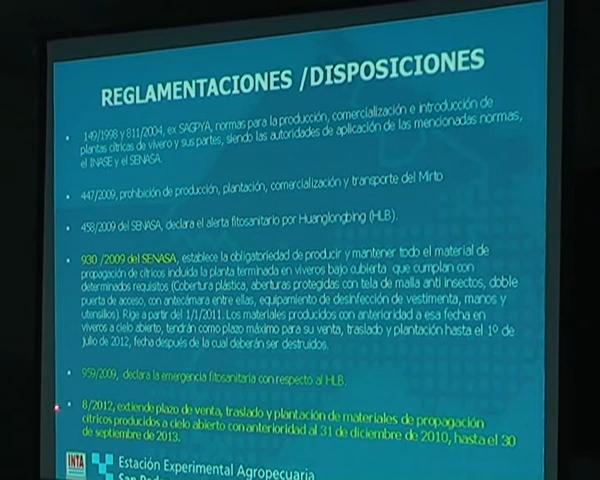 REGLAMENTACIONES /DISPOSICIONES
149/1998 y 811/2004, ex SAGPYA, normas para la producción, comercialización e introducción de
plantas cítricas de vivero y sus partes, siendo las autoridades de aplicación de las mencionadas normas,
el INASE y el SENASA.
447/2009, prohibición de producción, plantación, comercialización y transporte del Mirto
458/2009 del SENASA, declara el alerta fitosanitario por Huanglongbing (HLB).
930 /2009 del SENASA, establece la obligatoriedad de producir y mantener todo el material de
propagación de cítricos incluida la planta terminada en viveros bajo cubierta que cumplan con
determinados requisitos (Cobertura plástica, aberturas protegidas con tela de malla anti insectos, doble
puerta de acceso, con antecámara entre ellas, equipamiento de desinfección de vestimenta, manos y
utensilios). Rige a partir del 1/1/2011. Los materiales producidos con anterioridad a esa fecha en
viveros a cielo abierto, tendrán como plazo máximo para su venta, traslado y plantación hasta el 1º de
julio de 2012, fecha después de la cual deberán ser destruidos.
959/2009, declara la emergencia fitosanitaria con respecto al HLB.
8/2012, extiende plazo de venta, traslado y plantación de materiales de propagación
cítricos producidos a cielo abierto con anterioridad al 31 de diciembre de 2010, hasta el 30
de septiembre de 2013.
INTA
Estación Experimental Agropecuaria
San Pedro